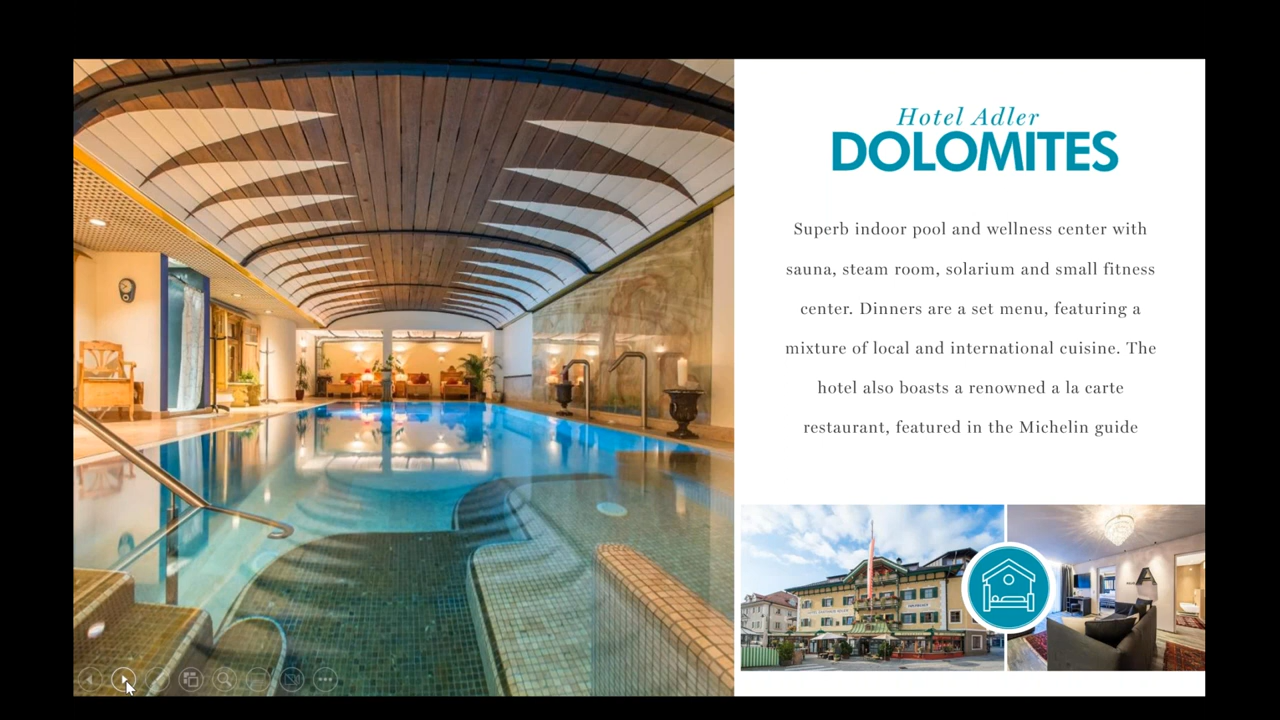 Hotel Adler
DOLOMITES
Superb indoor pool and wellness center with
sauna, steam room, solarium and small fitness
center. Dinners are a set menu, featuring a
mixture of local and international cuisine. The
hotel also boasts a renowned a la carte
restaurant, featured in the Michelin guide